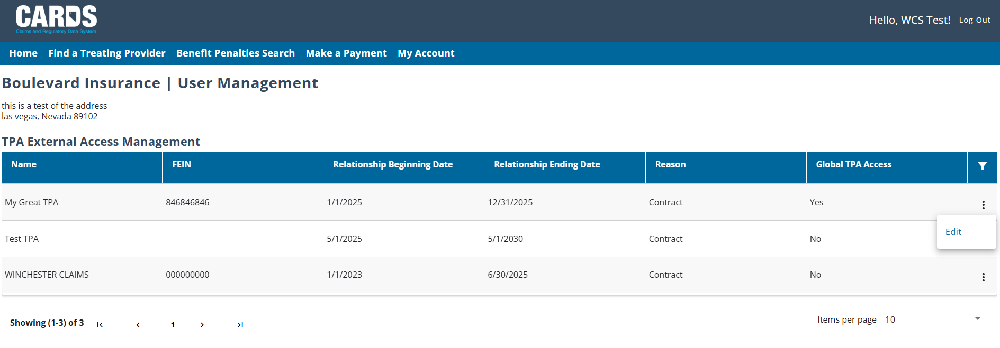 CARDS
Claims and Regulatory Data System
Hello, WCS Test! Log Out
Home Find a Treating Provider Benefit Penalties Search Make a Payment My Account
Boulevard Insurance | User Management
this is a test of the address
las vegas, Nevada 89102
TPA External Access Management
Name FEIN Relationship Beginning Date Relationship Ending Date Reason Global TPA Access
My Great TPA 846846846 1/1/2025 12/31/2025 Contract Yes
Edit
Test TPA 5/1/2025 5/1/2030 Contract No
WINCHESTER CLAIMS 000000000 1/1/2023 6/30/2025 Contract No
Showing (1-3) of 3 1 Items per page 10